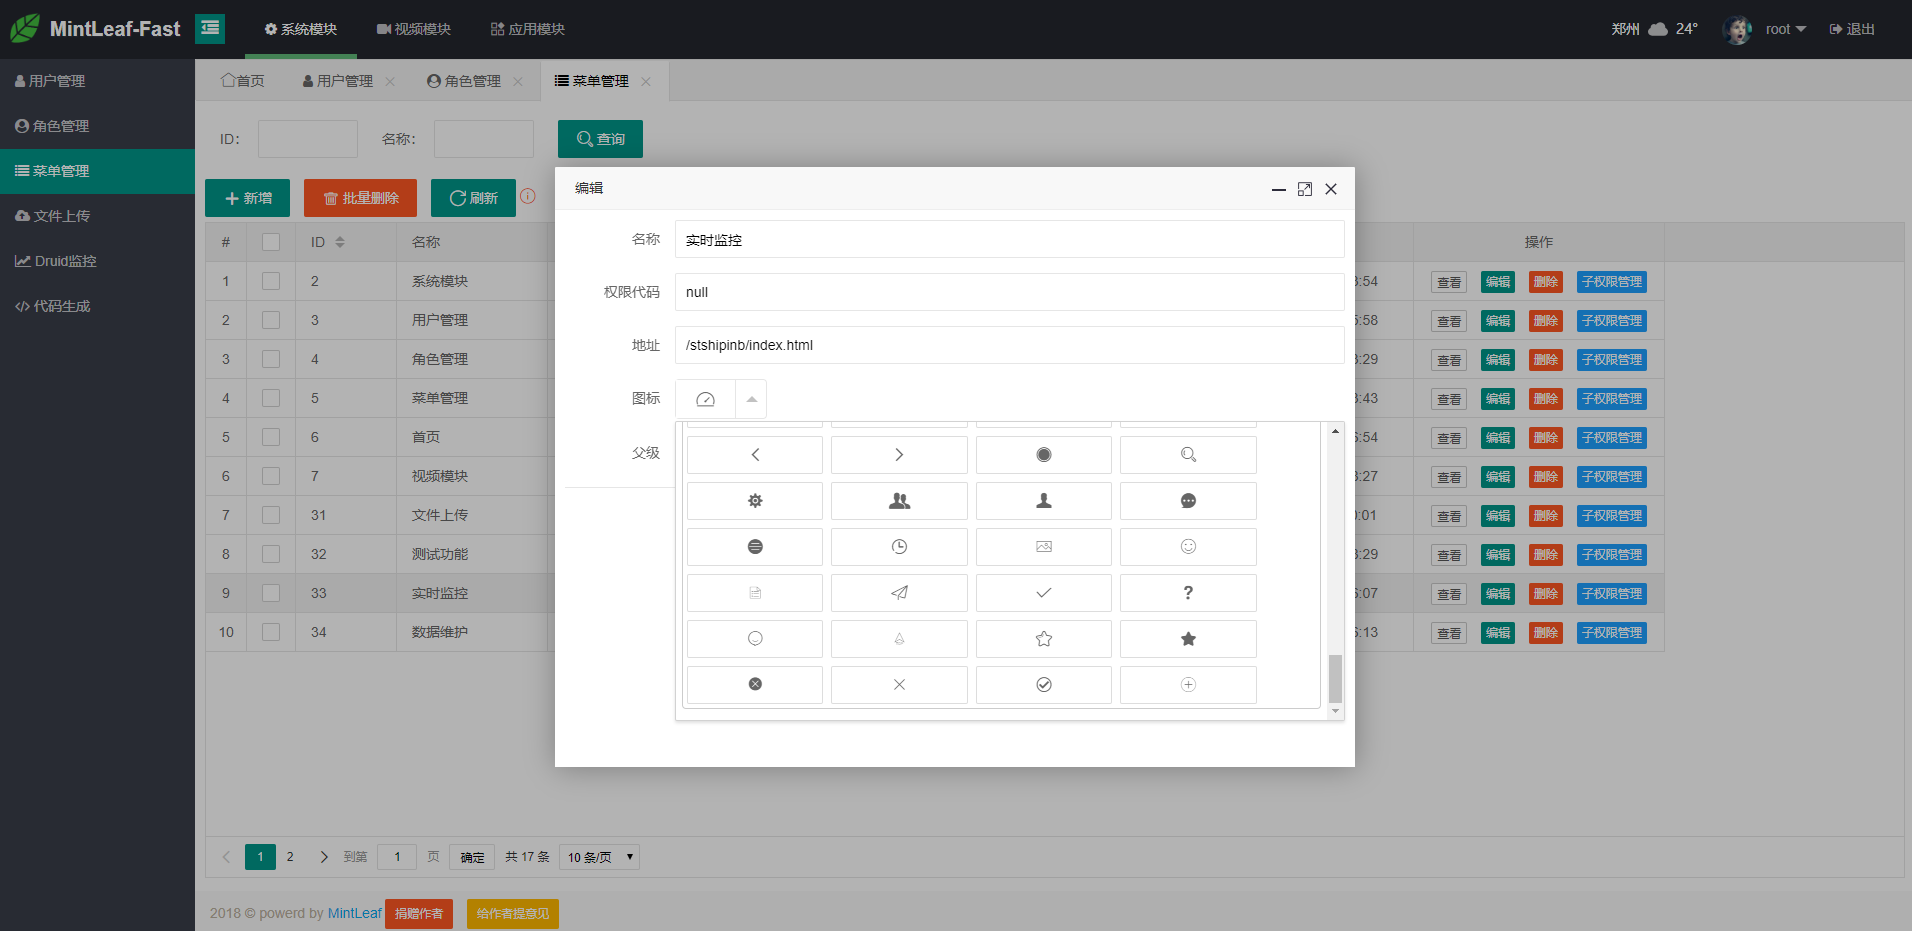 MintLeaf-Fast
系统模块
视频模块
应用模块
郑州 24°
root
退出
用户管理
角色管理
菜单管理
文件上传
Druid监控
代码生成
首页
用户管理
角色管理
菜单管理
ID：
名称：
查询
新增
批量删除
刷新
# ID 名称 操作
1 2 系统模块 :54 查看 编辑 删除 子权限管理
2 3 用户管理 :58 查看 编辑 删除 子权限管理
3 4 角色管理 :29 查看 编辑 删除 子权限管理
4 5 菜单管理 :43 查看 编辑 删除 子权限管理
5 6 首页 :54 查看 编辑 删除 子权限管理
6 7 视频模块 :27 查看 编辑 删除 子权限管理
7 31 文件上传 :01 查看 编辑 删除 子权限管理
8 32 测试功能 :29 查看 编辑 删除 子权限管理
9 33 实时监控 :07 查看 编辑 删除 子权限管理
10 34 数据维护 :13 查看 编辑 删除 子权限管理
编辑
名称 实时监控
权限代码 null
地址 /stshipinb/index.html
图标
父级
1 2 到第 1 页 确定 共 17 条 10 条/页
2018 © powerd by MintLeaf 捐赠作者 给作者提意见